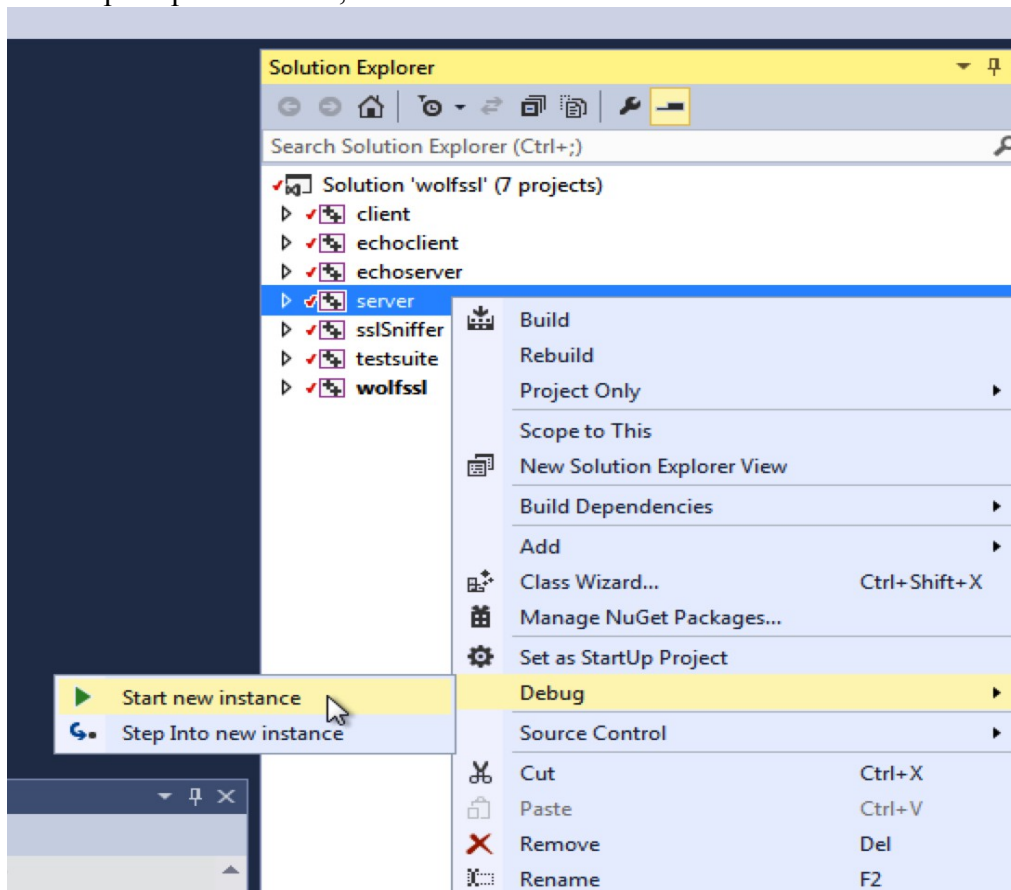 Solution Explorer
Search Solution Explorer (Ctrl+;)
Solution 'wolfssl' (7 projects)
client
echoclient
echoserver
server
sslSniffer
testsuite
wolfssl
Build
Rebuild
Project Only
Scope to This
New Solution Explorer View
Build Dependencies
Add
Class Wizard... Ctrl+Shift+X
Manage NuGet Packages...
Set as StartUp Project
Debug
Start new instance
Step Into new instance
Source Control
Cut Ctrl+X
Paste Ctrl+V
Remove Del
Rename F2